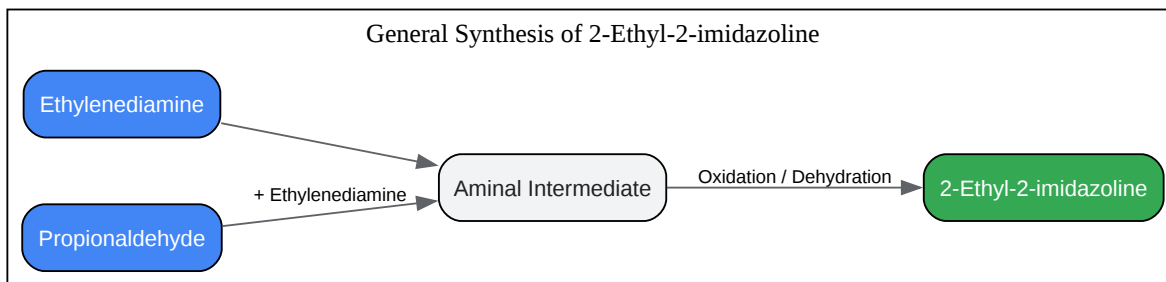 General Synthesis of 2-Ethyl-2-imidazoline
Ethylenediamine
Propionaldehyde
+ Ethylenediamine
Aminal Intermediate
Oxidation / Dehydration
2-Ethyl-2-imidazoline